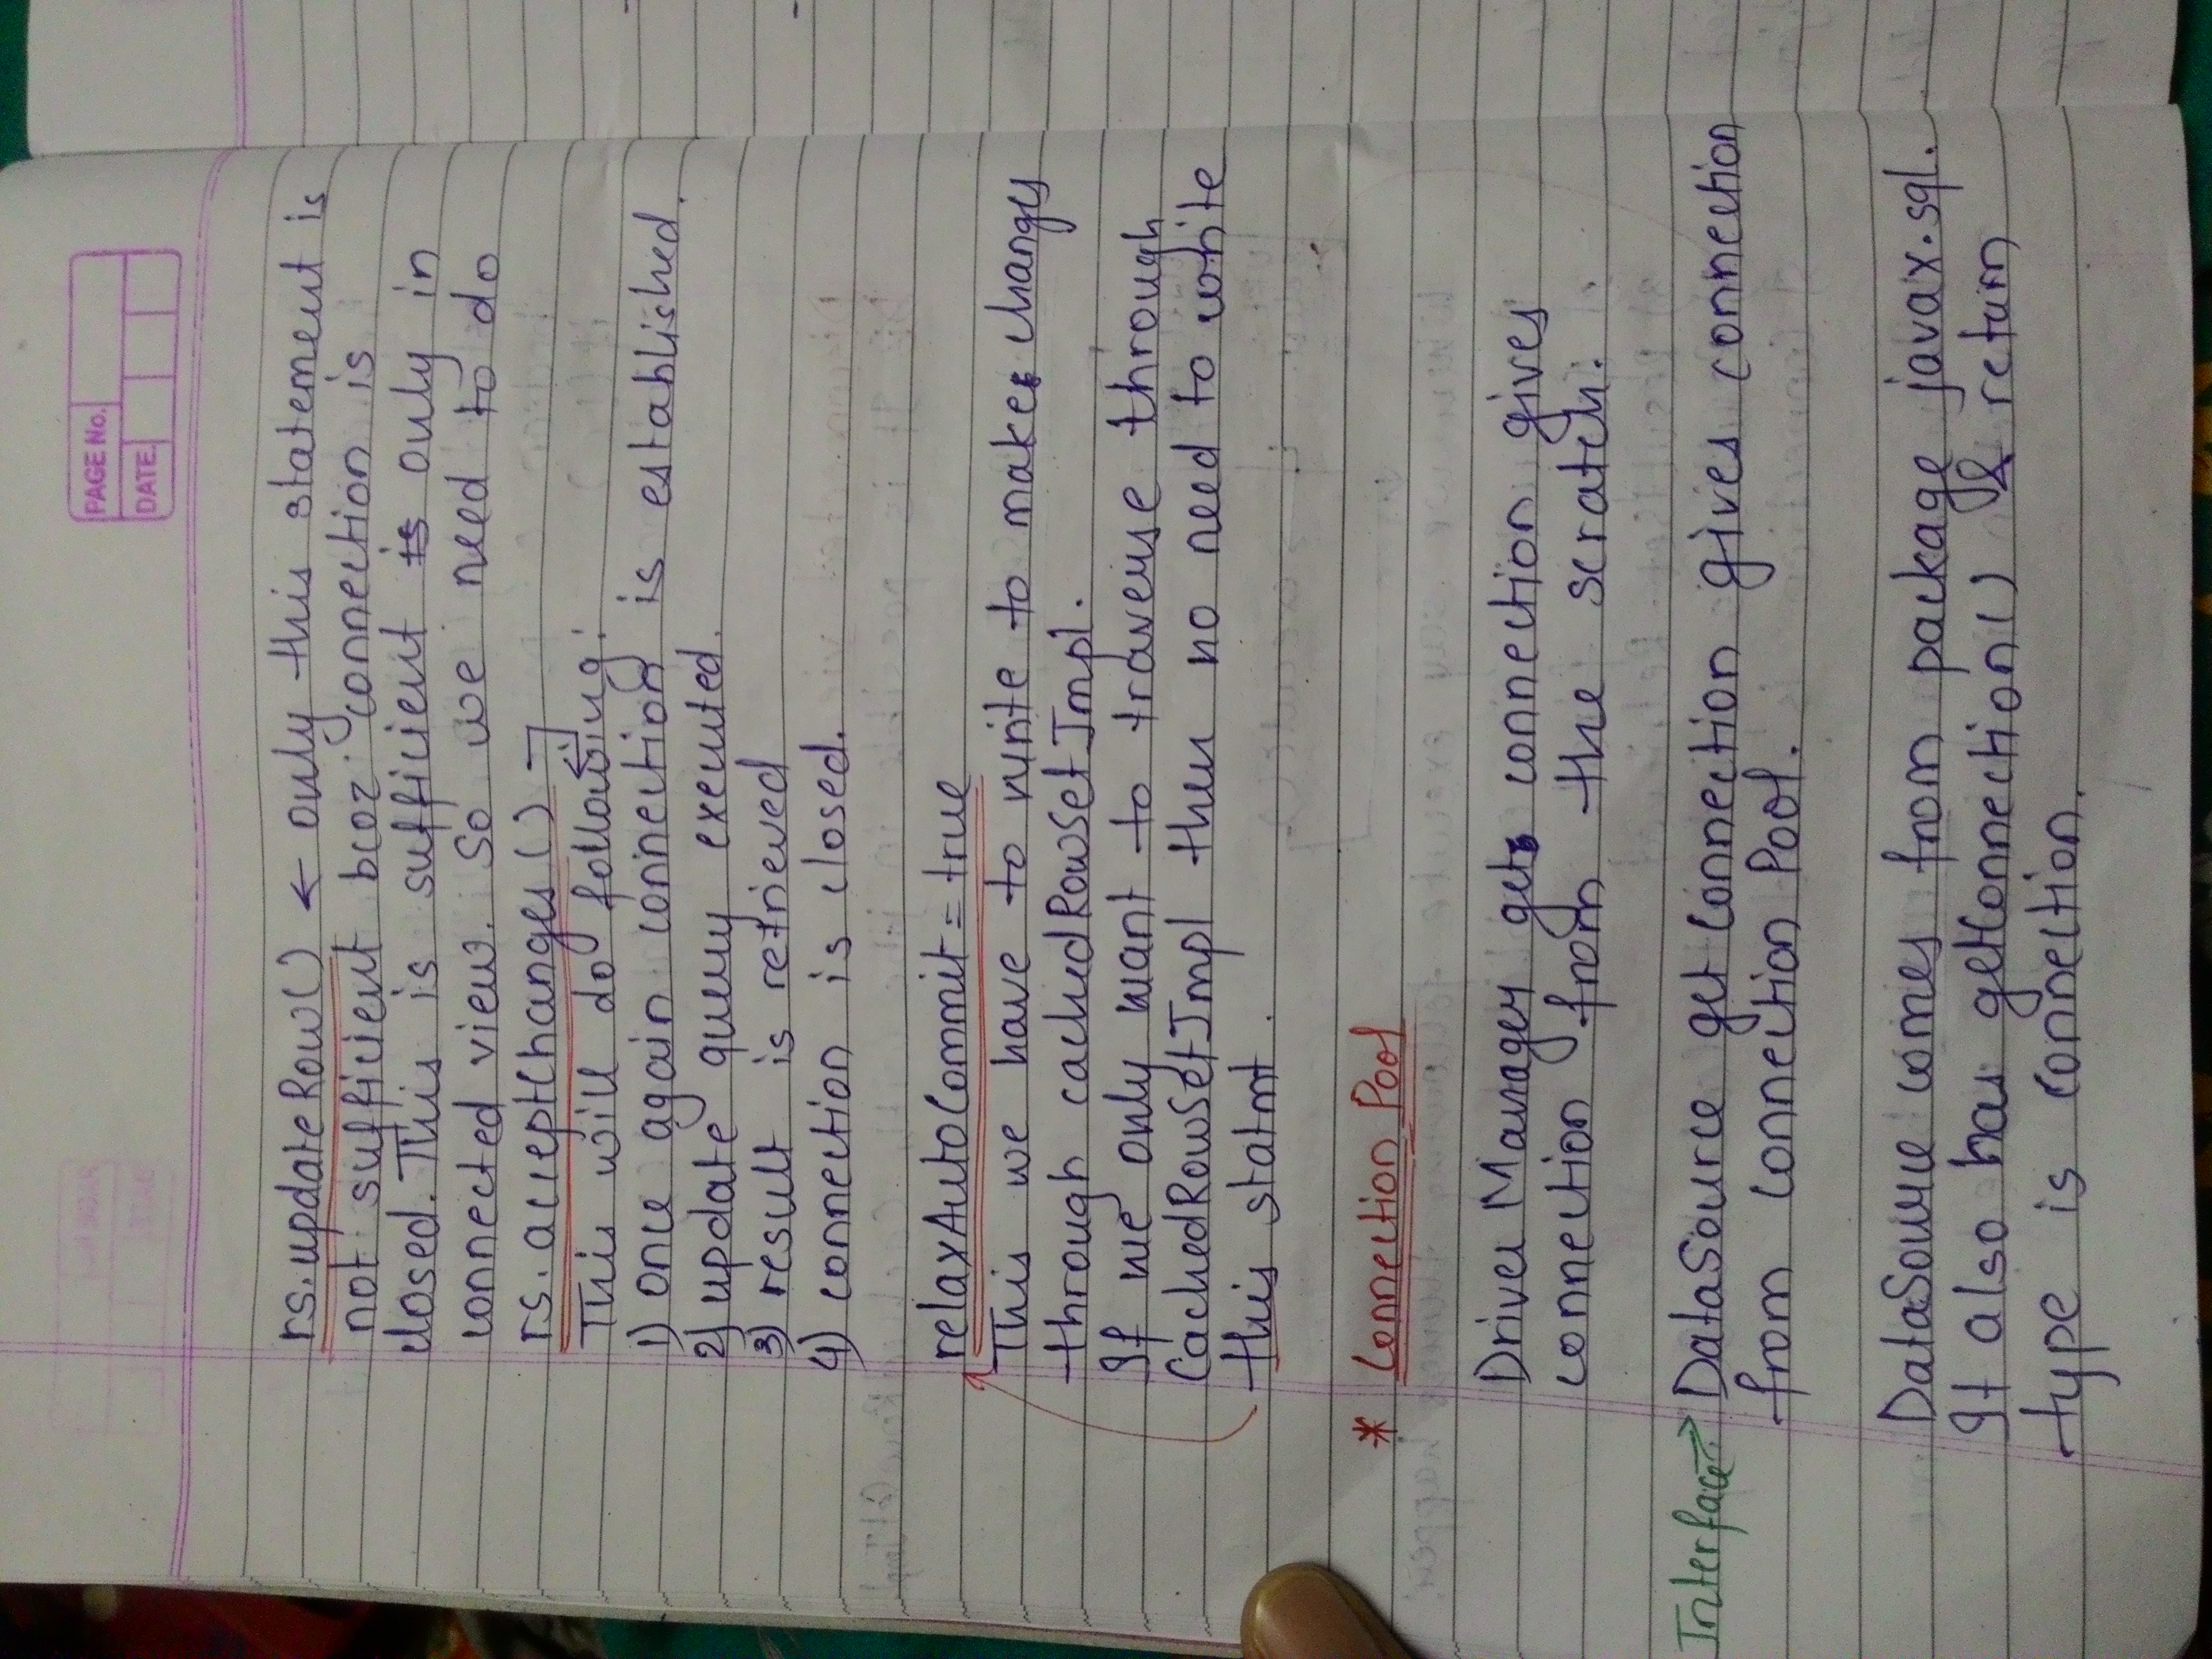 PAGE No.
DATE.
rs.updateRow() ← only this statement is
not sufficient bcoz connection is
closed. This is sufficient is only in
connected view. So we need to do
rs.acceptChanges()
This will do following:
1) once again connection is established.
2) update query executed.
3) result is retrieved
4) connection is closed.
relaxAutoCommit = true
This we have to write to make changes
through cachedRowSetImpl.
If we only want to traverse through
CachedRowSetImpl then no need to write
this statmt.
* Connection Pool
Driver Manager get connection gives
connection from the scratch.
Interface → DataSource get Connection gives connection
from Connection Pool.
DataSource comes from package javax.sql.
It also has getConnection() & return
type is connection.